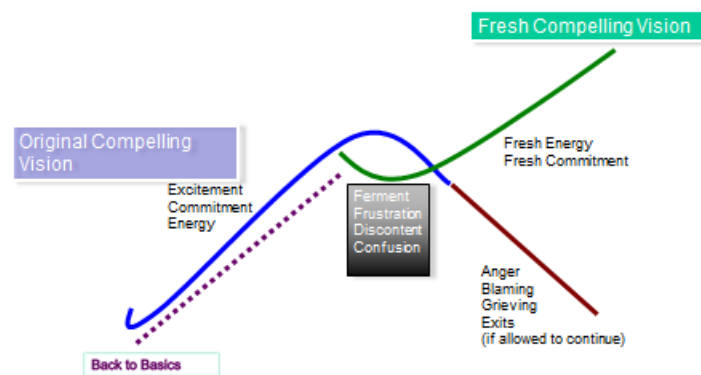 Fresh Compelling Vision
Original Compelling
Vision
Fresh Energy
Fresh Commitment
Excitement
Commitment
Energy
Ferment
Frustration
Discontent
Confusion
Anger
Blaming
Grieving
Exits
(if allowed to continue)
Back to Basics